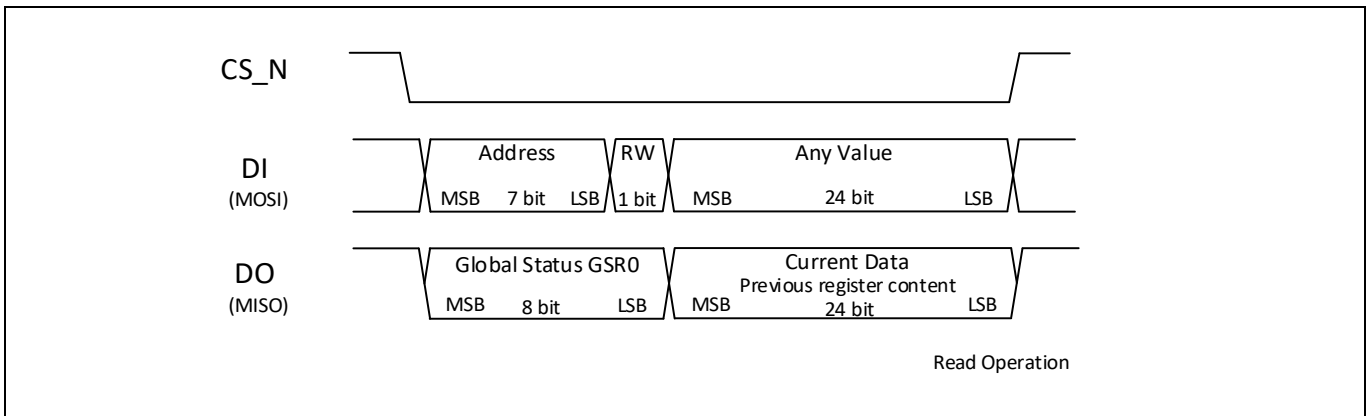 CS_N
DI
(MOSI)
Address
RW
Any Value
MSB 7 bit LSB
1 bit
MSB 24 bit LSB
DO
(MISO)
Global Status GSR0
Current Data
Previous register content
MSB 8 bit LSB
MSB 24 bit LSB
Read Operation